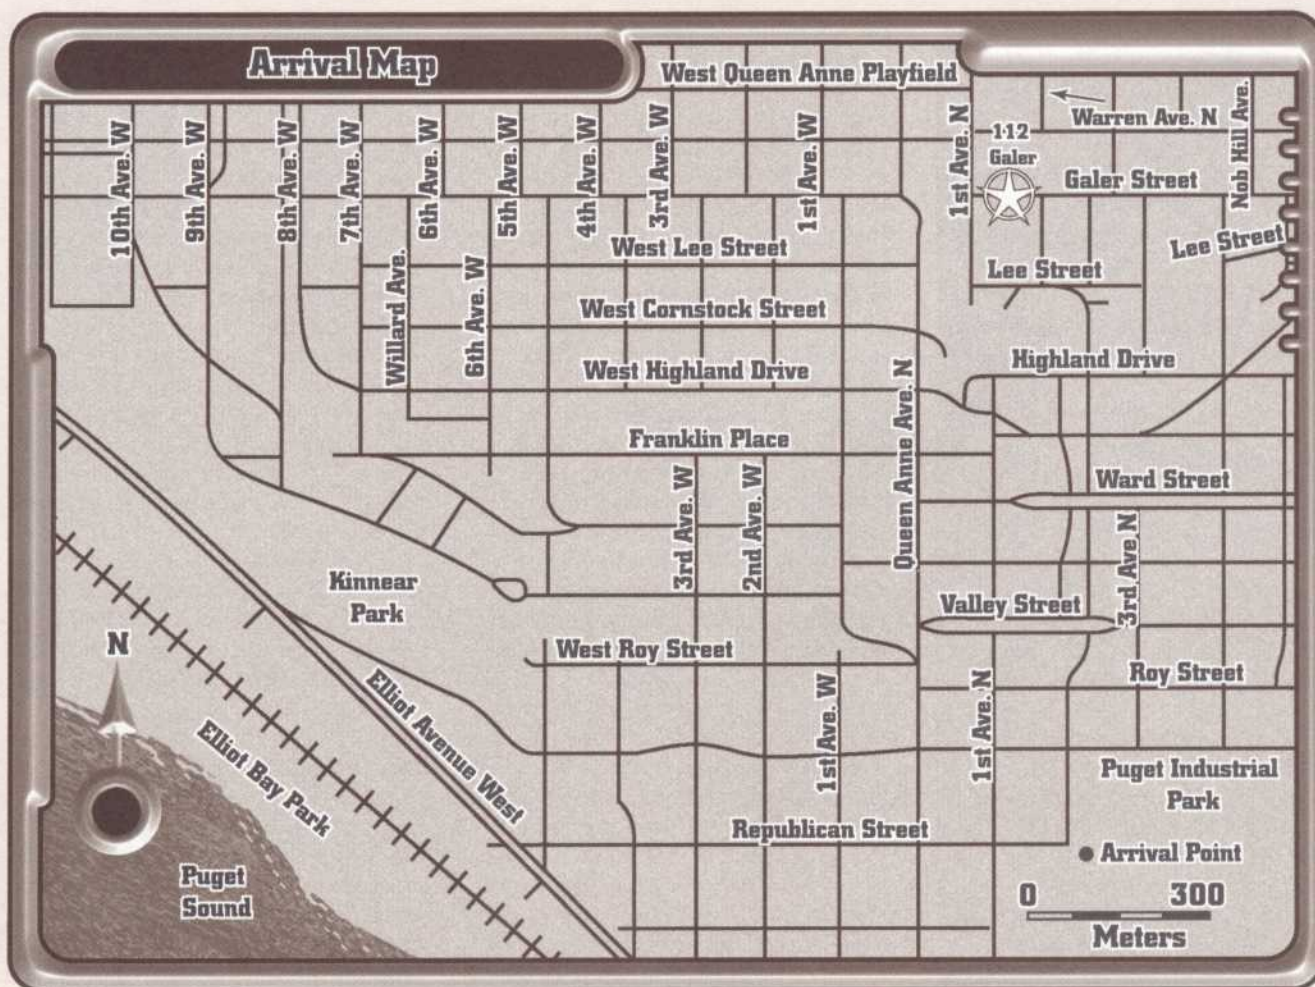 Arrival Map
West Queen Anne Playfield
Warren Ave. N
Nob Hill Ave.
112
Galer
1st Ave. N
Galer Street
10th Ave. W
9th Ave. W
8th Ave. W
7th Ave. W
6th Ave. W
5th Ave. W
4th Ave. W
3rd Ave. W
1st Ave. W
West Lee Street
Lee Street
Lee Street
Willard Ave.
6th Ave. W
West Cornstock Street
West Highland Drive
Highland Drive
Franklin Place
Queen Anne Ave. N
Ward Street
3rd Ave. W
2nd Ave. W
3rd Ave N
Kinnear
Park
Valley Street
N
West Roy Street
Roy Street
Elliot Avenue West
Elliot Bay Park
1st Ave. W
1st Ave. N
Puget Industrial
Park
Republican Street
Arrival Point
Puget
Sound
0 300
Meters